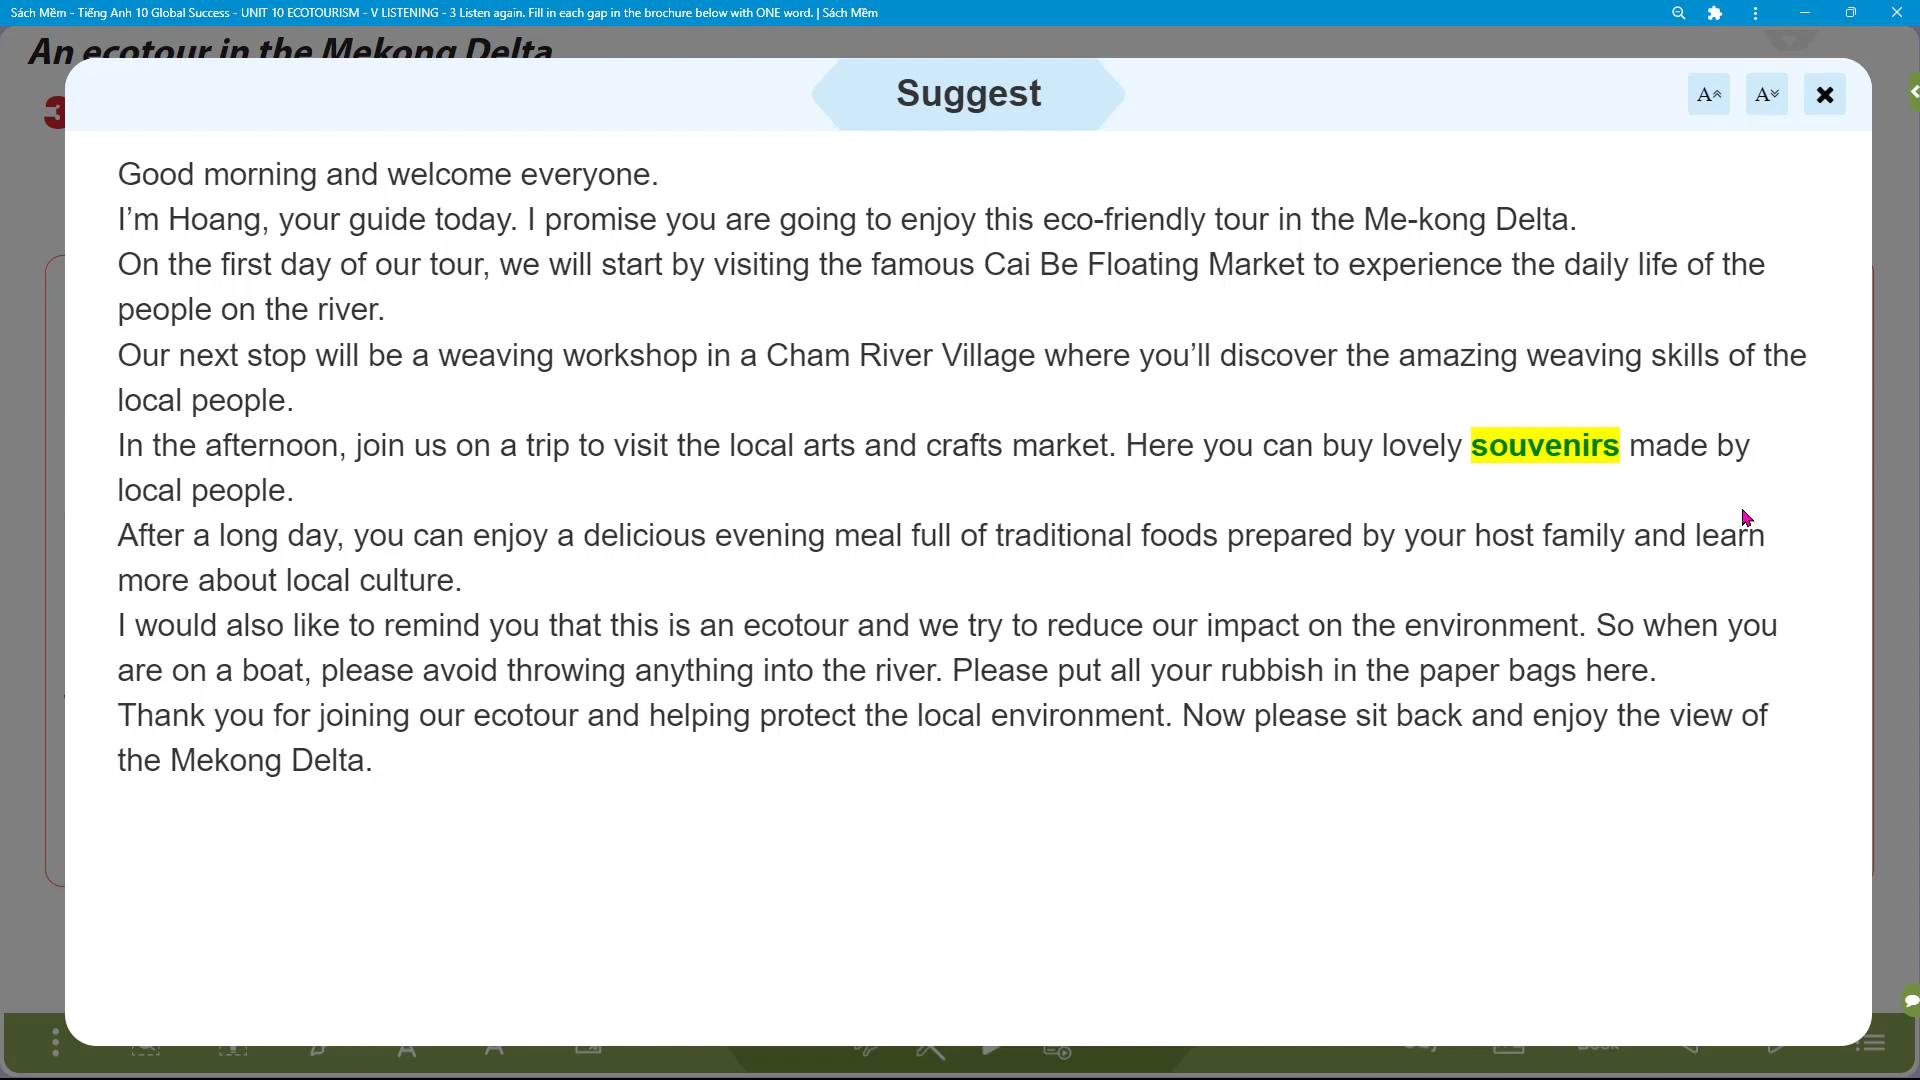 Sách Mềm - Tiếng Anh 10 Global Success - UNIT 10 ECOTOURISM - V LISTENING - 3 Listen again. Fill in each gap in the brochure below with ONE word. | Sách Mềm
An ecotour in the Mekong Delta
3
Suggest
A A
Good morning and welcome everyone.
I’m Hoang, your guide today. I promise you are going to enjoy this eco-friendly tour in the Me-kong Delta.
On the first day of our tour, we will start by visiting the famous Cai Be Floating Market to experience the daily life of the
people on the river.
Our next stop will be a weaving workshop in a Cham River Village where you’ll discover the amazing weaving skills of the
local people.
In the afternoon, join us on a trip to visit the local arts and crafts market. Here you can buy lovely souvenirs made by
local people.
After a long day, you can enjoy a delicious evening meal full of traditional foods prepared by your host family and learn
more about local culture.
I would also like to remind you that this is an ecotour and we try to reduce our impact on the environment. So when you
are on a boat, please avoid throwing anything into the river. Please put all your rubbish in the paper bags here.
Thank you for joining our ecotour and helping protect the local environment. Now please sit back and enjoy the view of
the Mekong Delta.